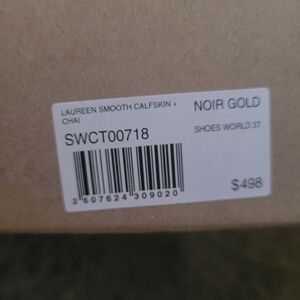 LAUREEN SMOOTH CALFSKIN +
CHAI
NOIR GOLD
SWCT00718
SHOES WORLD 37
3 607624 309020
$498